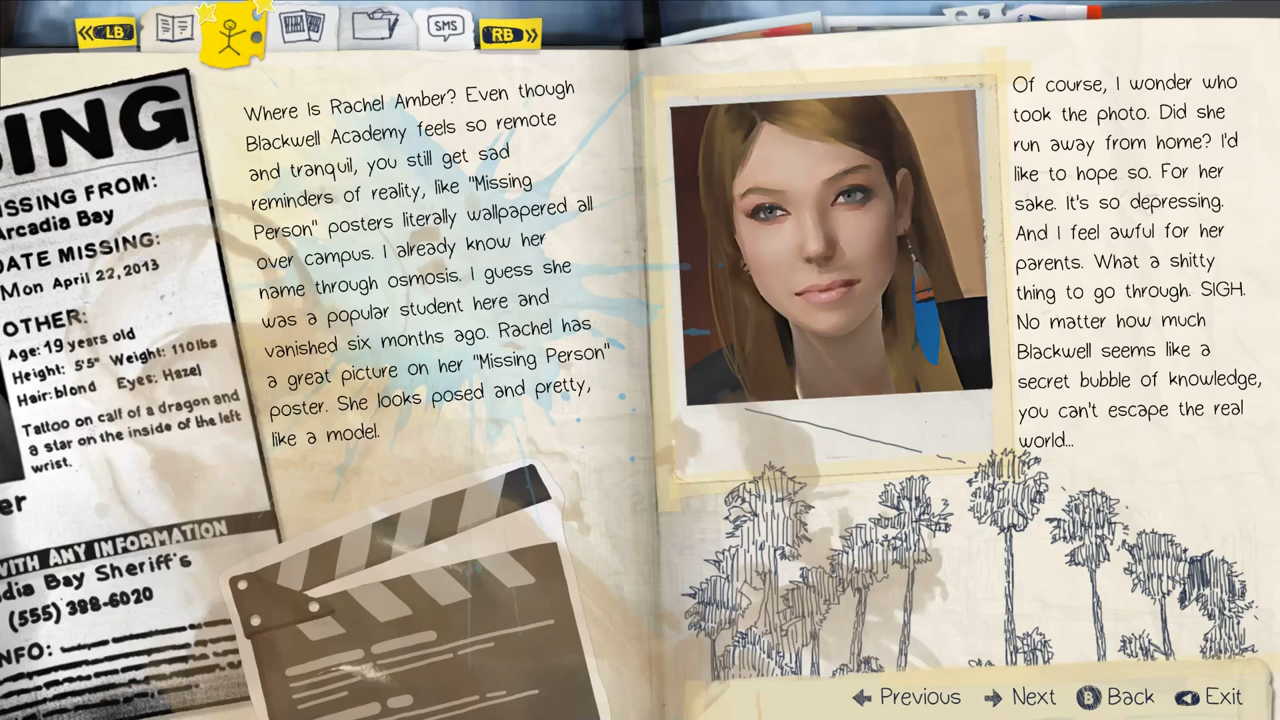 LB
SMS
RB
SING
ISSING FROM:
Arcadia Bay
DATE MISSING:
Mon April 22,2013
OTHER:
Age: 19 years old
Height: 5'5" Weight: 110lbs
Hair: blond Eyes: Hazel
Tattoo on calf of a dragon and
a star on the inside of the left
wrist.
er
WITH ANY INFORMATION
dia Bay Sheriff's
(555) 388-6020
NFO:
Where Is Rachel Amber? Even though
Blackwell Academy feels so remote
and tranquil, you still get sad
reminders of reality, like "Missing
Person" posters literally wallpapered all
over campus. I already know her
name through osmosis. I guess she
was a popular student here and
vanished six months ago. Rachel has
a great picture on her "Missing Person"
poster. She looks posed and pretty,
like a model.
Of course, I wonder who
took the photo. Did she
run away from home? I'd
like to hope so. For her
sake. It's so depressing.
And I feel awful for her
parents. What a shitty
thing to go through. SIGH.
No matter how much
Blackwell seems like a
secret bubble of knowledge,
you can't escape the real
world...
Previous Next B Back Exit